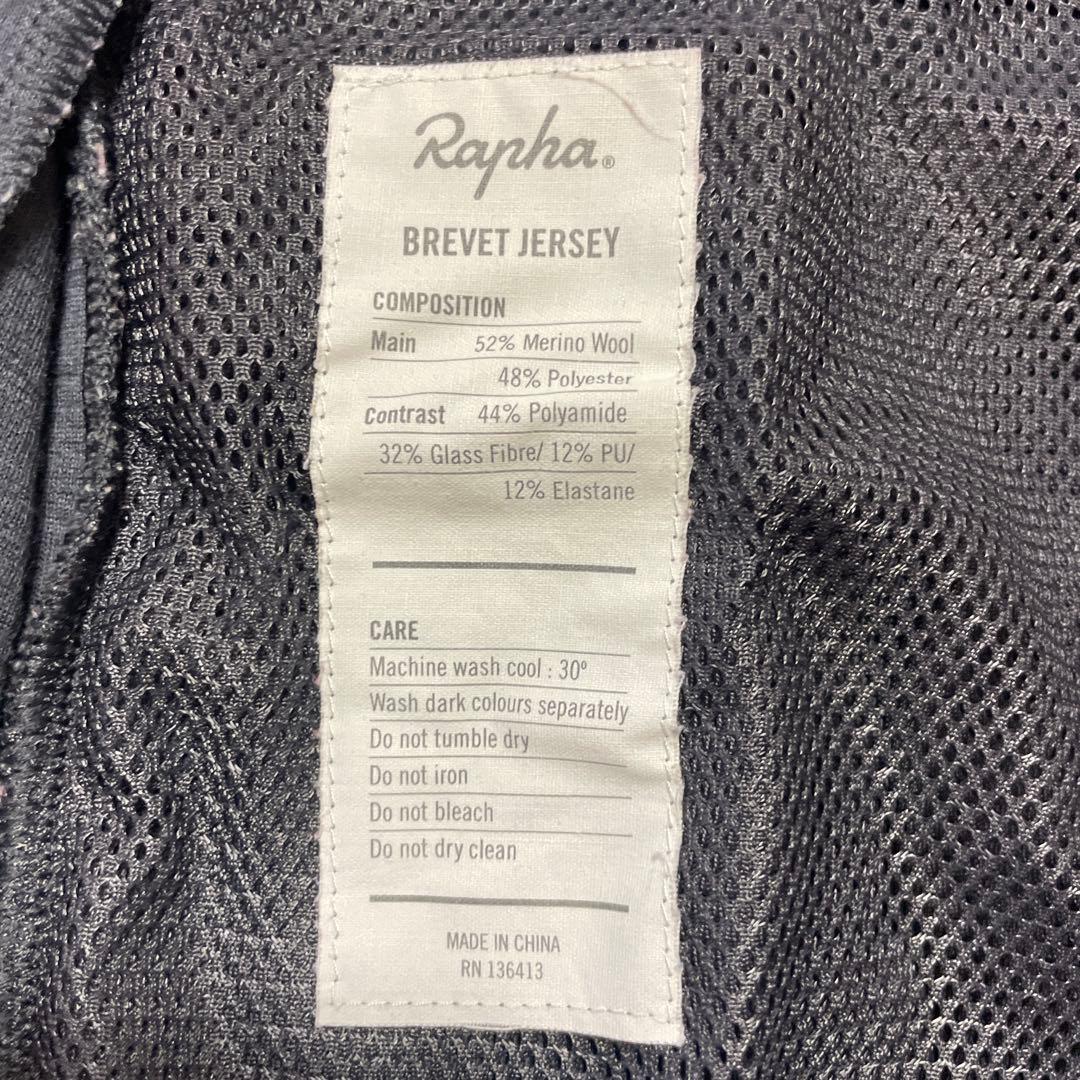 Rapha®
BREVET JERSEY
COMPOSITION
Main 52% Merino Wool
48% Polyester
Contrast 44% Polyamide
32% Glass Fibre/ 12% PU/
12% Elastane
CARE
Machine wash cool : 30º
Wash dark colours separately
Do not tumble dry
Do not iron
Do not bleach
Do not dry clean
MADE IN CHINA
RN 136413